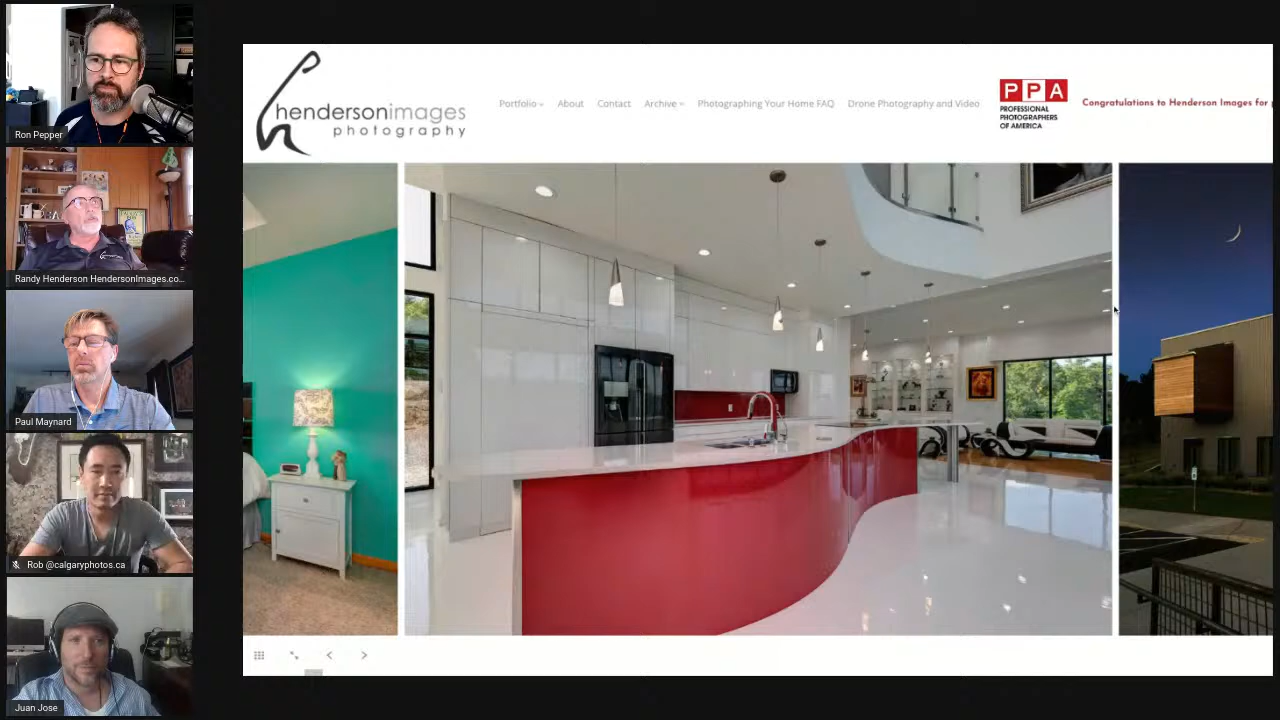 Ron Pepper
Randy Henderson HendersonImages.co...
Paul Maynard
Rob @calgaryphotos.ca
Juan Jose
hendersonimages
photography
Portfolio
About
Contact
Archive
Photographing Your Home FAQ
Drone Photography and Video
PPA
PROFESSIONAL
PHOTOGRAPHERS
OF AMERICA
Congratulations to Henderson Images for